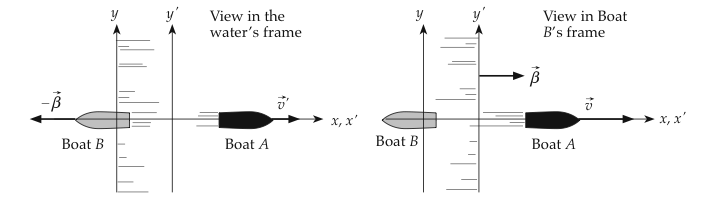 y
y′
View in the
water's frame
−β⃗
v⃗′
x, x′
Boat B
Boat A
y
y′
View in Boat
B's frame
β⃗
v⃗
x, x′
Boat B
Boat A